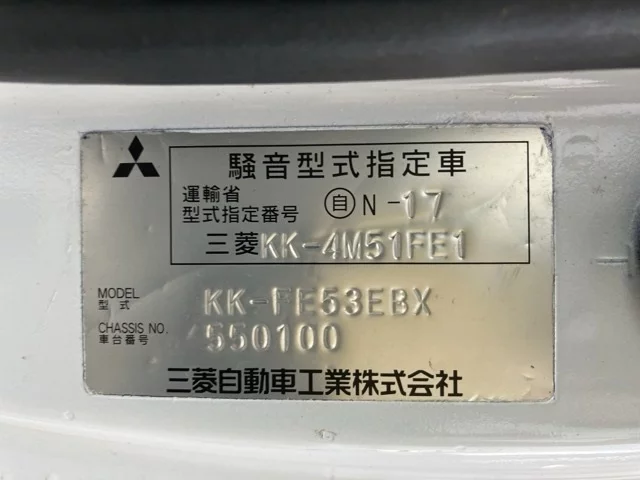 騒音型式指定車
運輸省
型式指定番号 自 N-17
三菱KK-4M51FE1
MODEL
型式
KK-FE53EBX
CHASSIS NO.
車台番号
550100
三菱自動車工業株式会社